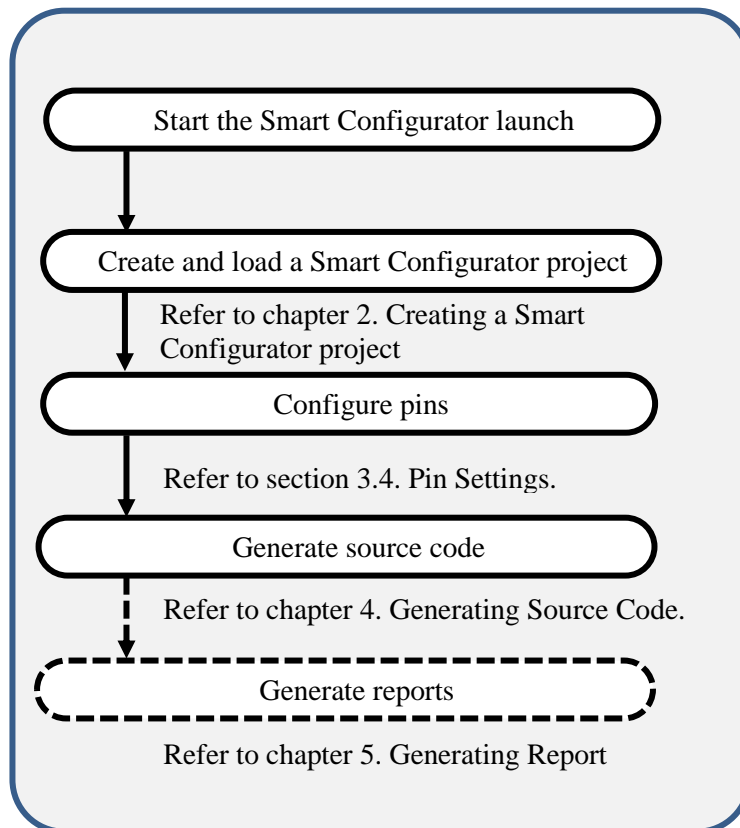 Start the Smart Configurator launch
Create and load a Smart Configurator project
Refer to chapter 2. Creating a Smart
Configurator project
Configure pins
Refer to section 3.4. Pin Settings.
Generate source code
Refer to chapter 4. Generating Source Code.
Generate reports
Refer to chapter 5. Generating Report